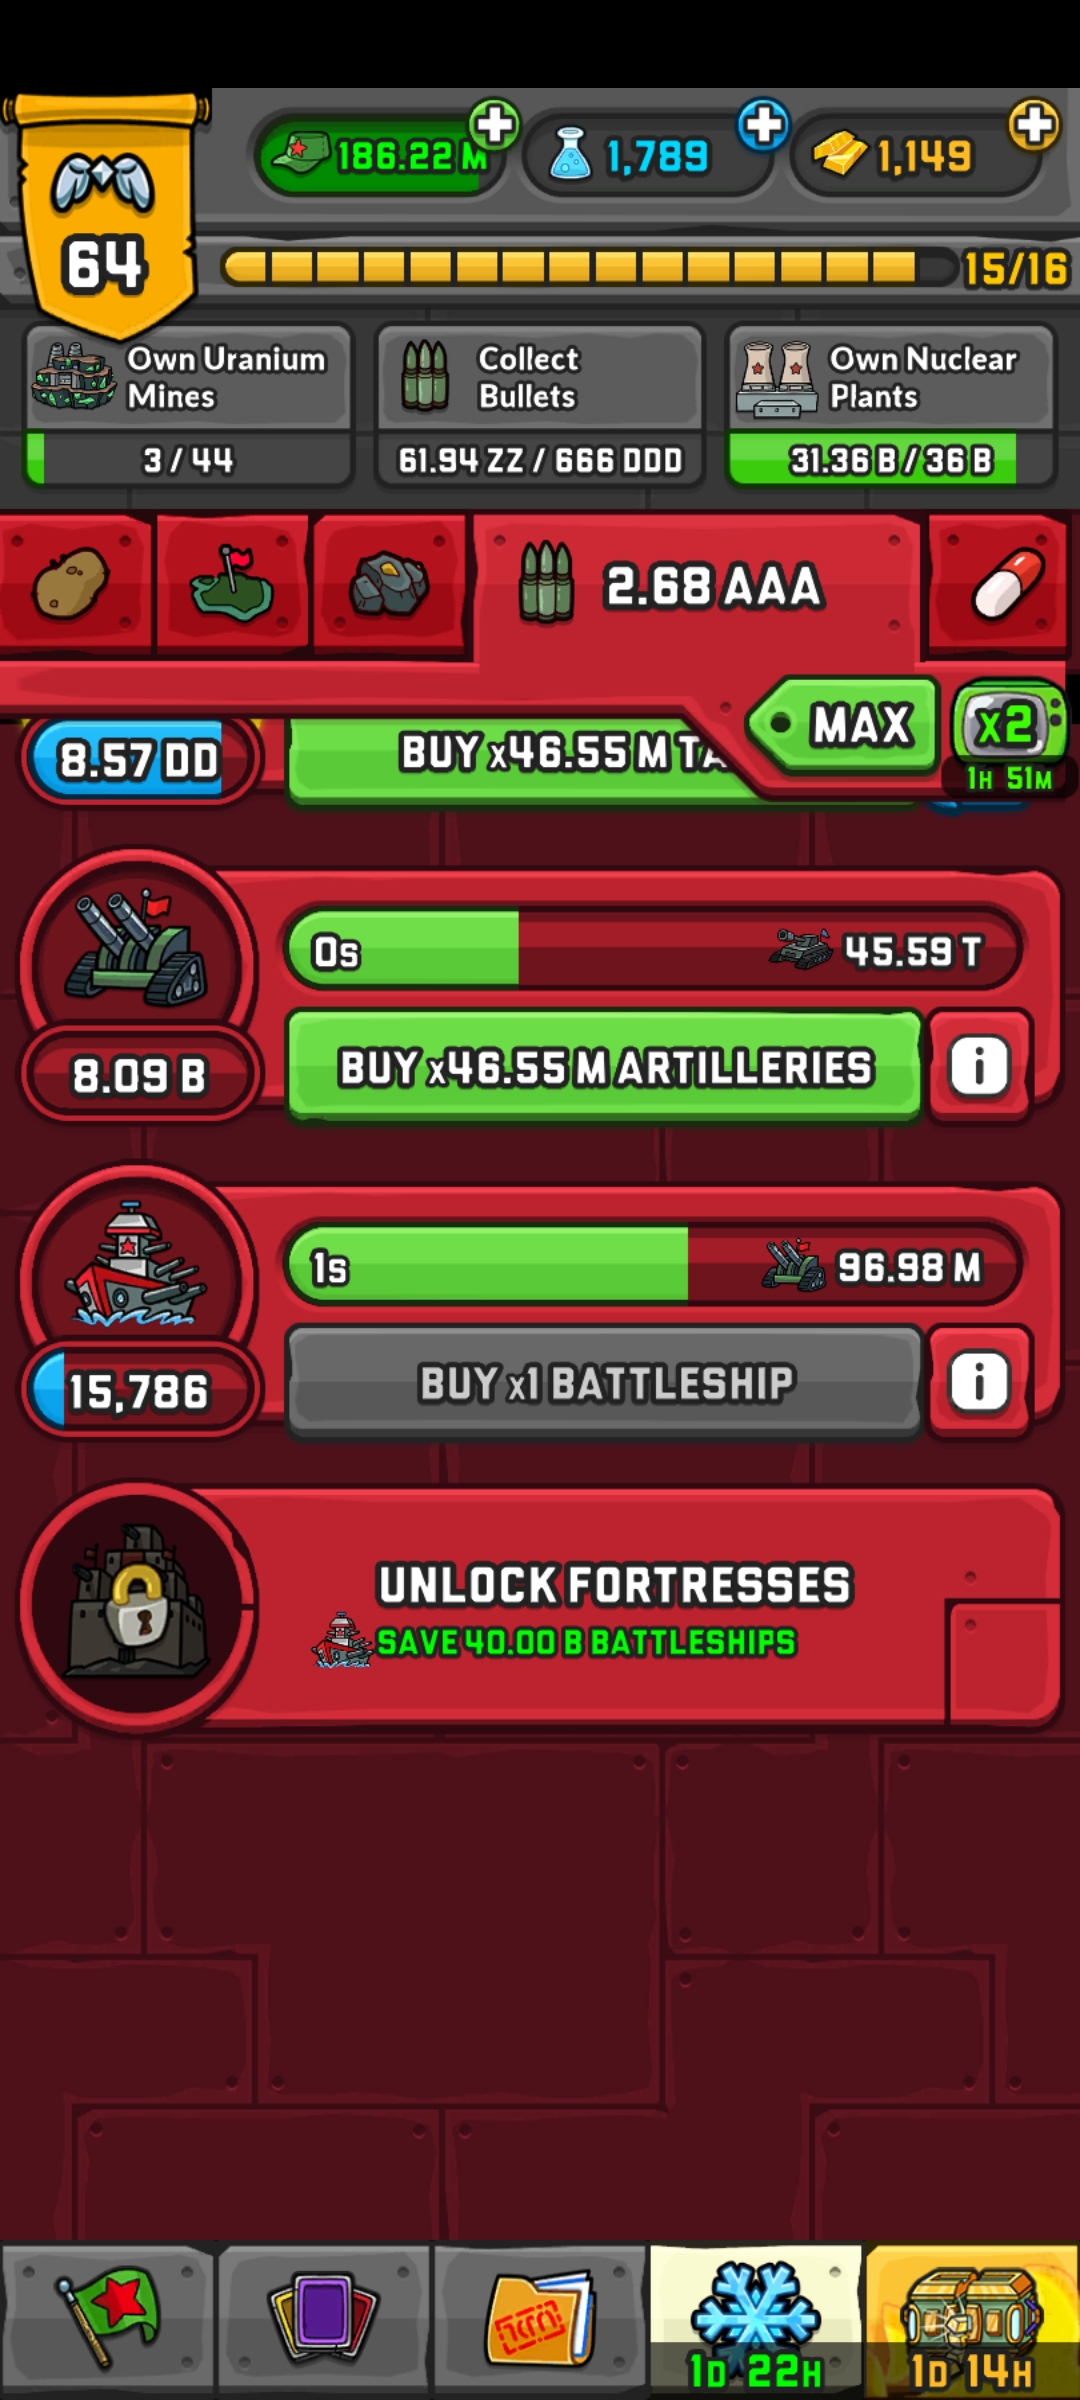 186.22 M
1,789
1,149
64
15/16
Own Uranium
Mines
3 / 44
Collect
Bullets
61.94 ZZ / 666 DDD
Own Nuclear
Plants
31.36 B / 36 B
2.68 AAA
MAX
x2
1H 51M
8.57 DD
BUY x46.55 M TA
0s
45.59 T
8.09 B
BUY x46.55 M ARTILLERIES
i
1s
96.98 M
15,786
BUY x1 BATTLESHIP
i
UNLOCK FORTRESSES
SAVE 40.00 B BATTLESHIPS
1D 22H
1D 14H